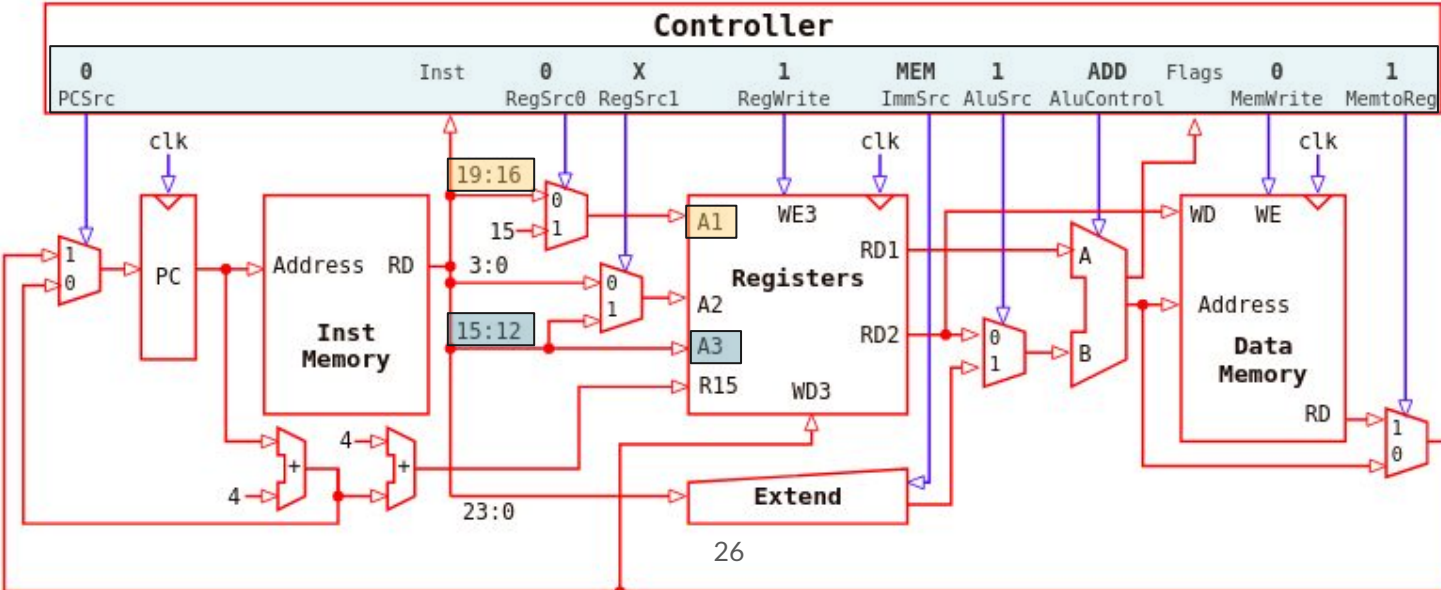 Controller
0 Inst 0 X 1 MEM 1 ADD Flags 0 1
PCSrc RegSrc0 RegSrc1 RegWrite ImmSrc AluSrc AluControl MemWrite MemtoReg
clk clk clk
19:16
0
15 1
A1 WE3
WD WE
1
0
PC
Address RD
3:0
0
1
RD1
A
Registers
A2
Address
Inst
Memory
15:12
A3
RD2
0
1
B
Data
Memory
R15 WD3
RD
1
0
4
+
4
+
23:0
Extend
26